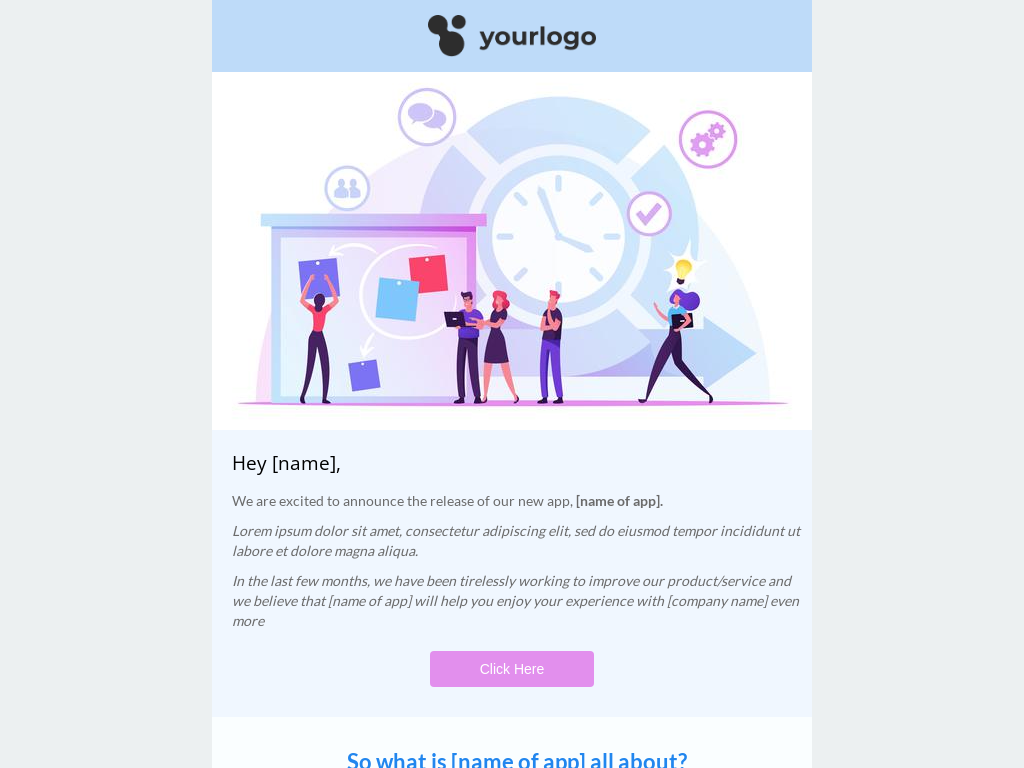 yourlogo
Hey [name],
We are excited to announce the release of our new app, [name of app].
Lorem ipsum dolor sit amet, consectetur adipiscing elit, sed do eiusmod tempor incididunt ut
labore et dolore magna aliqua.
In the last few months, we have been tirelessly working to improve our product/service and
we believe that [name of app] will help you enjoy your experience with [company name] even
more
Click Here
So what is [name of app] all about?